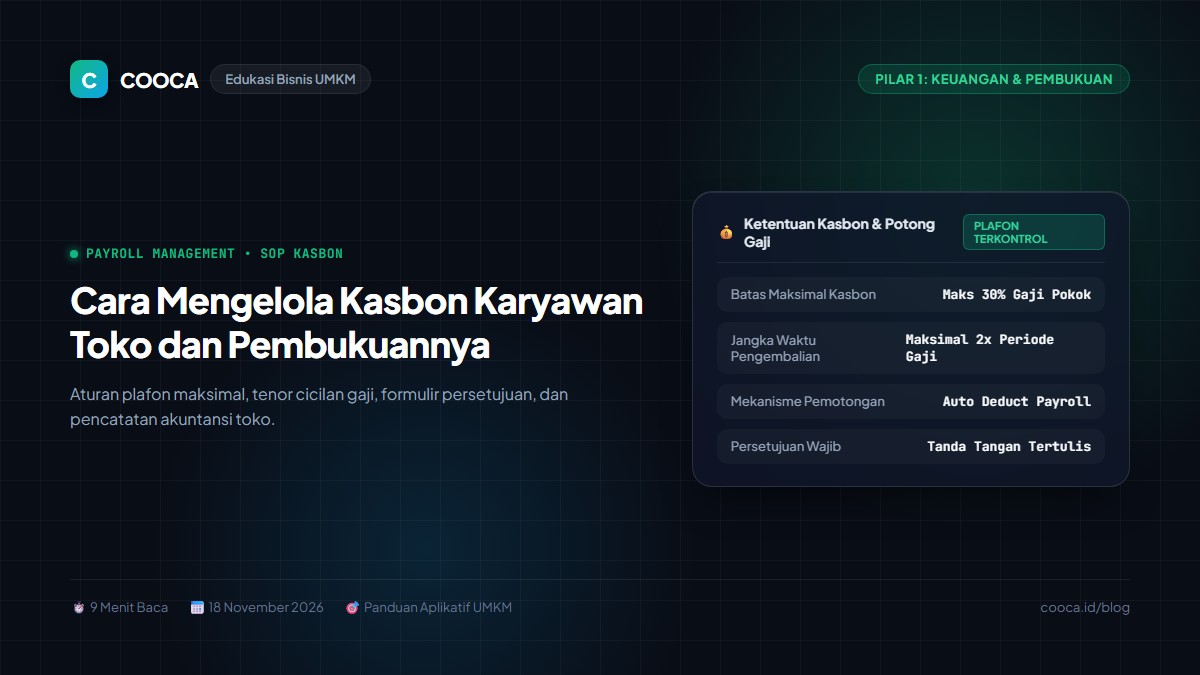 C COOCA Edukasi Bisnis UMKM
PILAR 1: KEUANGAN & PEMBUKUAN
PAYROLL MANAGEMENT • SOP KASBON
Cara Mengelola Kasbon Karyawan
Toko dan Pembukuannya
Aturan plafon maksimal, tenor cicilan gaji, formulir persetujuan, dan
pencatatan akuntansi toko.
Ketentuan Kasbon & Potong
Gaji
PLAFON
TERKONTROL
Batas Maksimal Kasbon
Maks 30% Gaji Pokok
Jangka Waktu
Pengembalian
Maksimal 2x Periode
Gaji
Mekanisme Pemotongan
Auto Deduct Payroll
Persetujuan Wajib
Tanda Tangan Tertulis
9 Menit Baca
18 November 2026
Panduan Aplikatif UMKM
cooca.id/blog